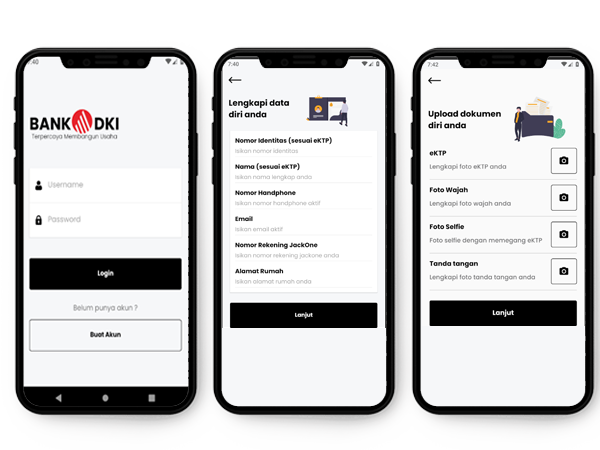 7:40
BANK DKI
Terpercaya Membangun Usaha
Username
Password
Login
Belum punya akun ?
Buat Akun
7:40
Lengkapi data
diri anda
Nomor Identitas (sesuai eKTP)
Isikan nomor identitas
Nama (sesuai eKTP)
Isikan nama lengkap anda
Nomor Handphone
Isikan nomor handphone aktif
Email
Isikan email aktif
Nomor Rekening JackOne
Isikan nomor rekening jackone anda
Alamat Rumah
Isikan alamat rumah anda
Lanjut
7:42
Upload dokumen
diri anda
eKTP
Lengkapi foto eKTP anda
Foto Wajah
Lengkapi foto wajah anda
Foto Selfie
Foto selfie dengan memegang eKTP
Tanda tangan
Lengkapi foto tanda tangan anda
Lanjut